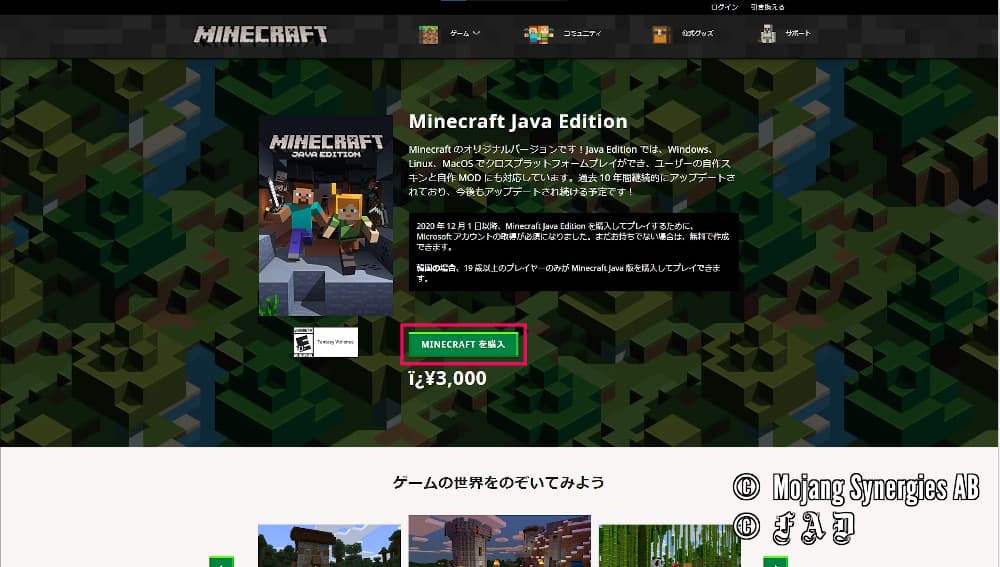 ログイン 引き換える
MINECRAFT
ゲーム コミュニティ 公式グッズ サポート
Minecraft Java Edition
Minecraft のオリジナルバージョンです！Java Edition では、Windows、
Linux、MacOS でクロスプラットフォームプレイができ、ユーザーの自作ス
キンと自作 MOD にも対応しています。過去 10 年間継続的にアップデートさ
れており、今後もアップデートされ続ける予定です！
MINECRAFT
JAVA EDITION
2020 年 12 月 1 日以降、Minecraft Java Edition を購入してプレイするために、
Microsoft アカウントの取得が必須になりました。まだお持ちでない場合は、無料で作成
できます。
韓国の場合、19 歳以上のプレイヤーのみが Minecraft Java 版を購入してプレイできま
す。
E
Fantasy Violence
MINECRAFT を購入
ï¿¥3,000
ゲームの世界をのぞいてみよう
© Mojang Synergies AB
© FAD